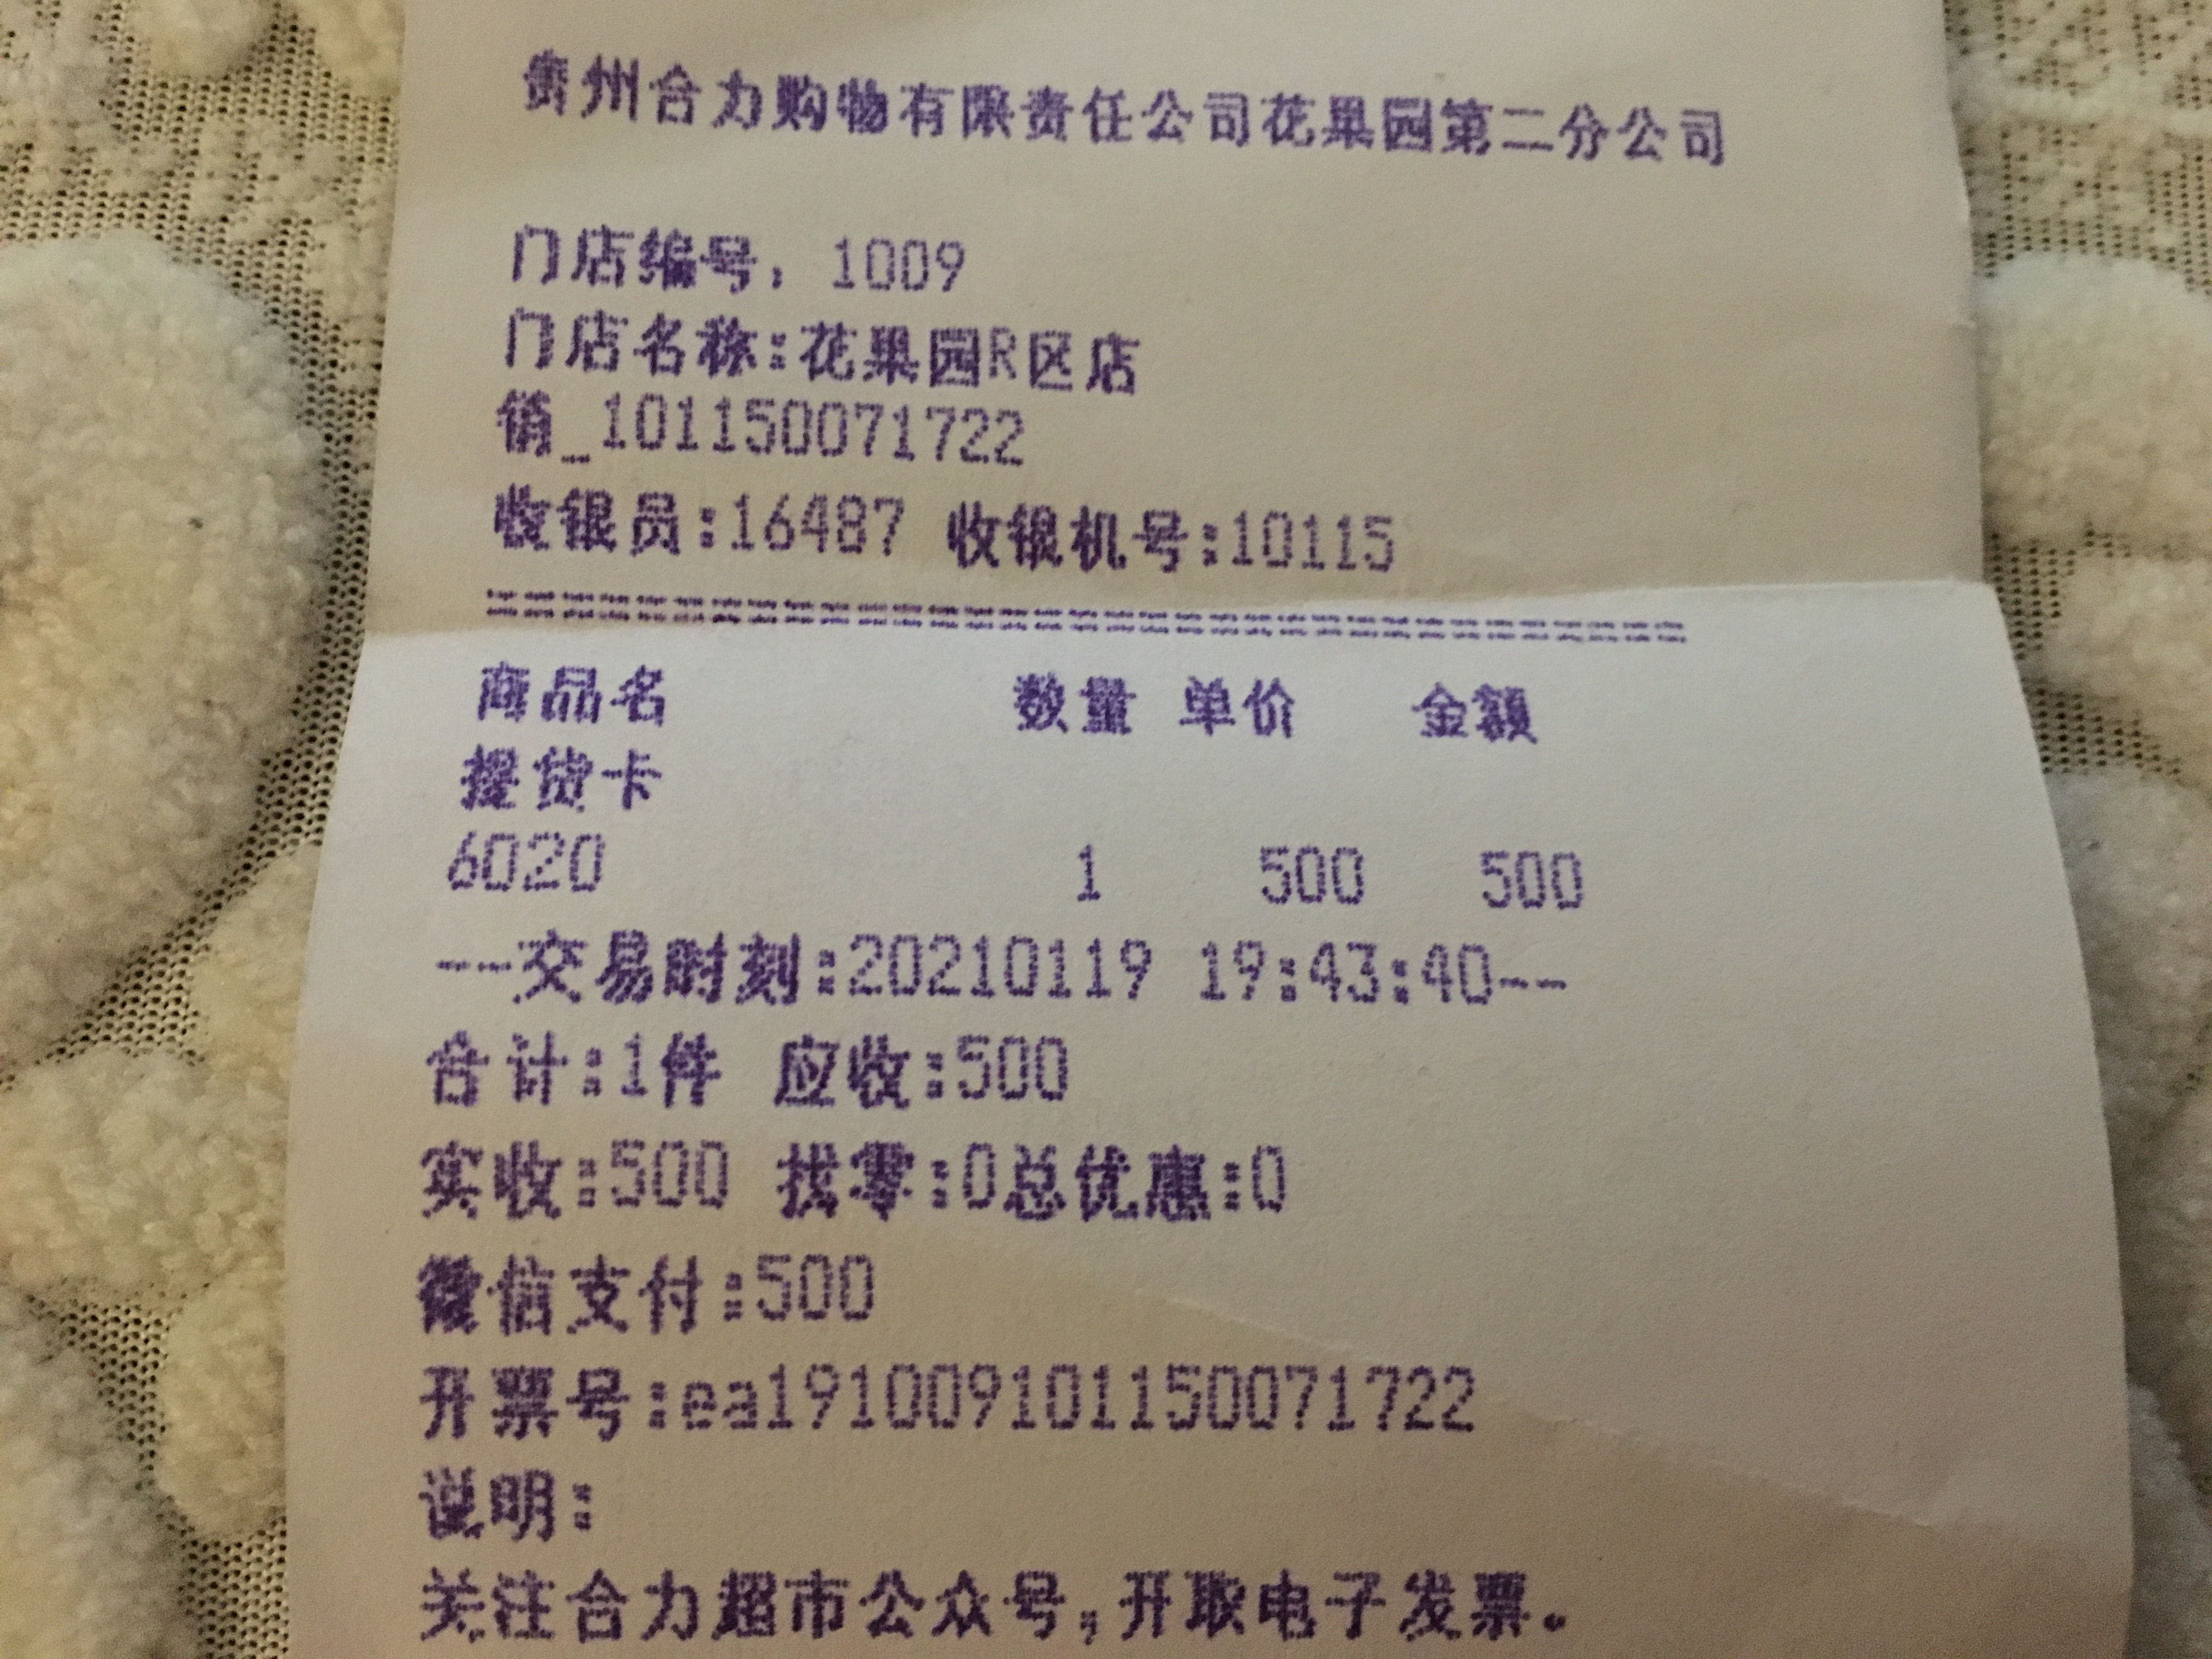 贵州合力购物有限责任公司花果园第二分公司
门店编号: 1009
门店名称:花果园R区店
销_101150071722
收银员:16487 收银机号:10115
商品名 数量 单价 金额
提货卡
6020 1 500 500
--交易时刻:20210119 19:43:40--
合计:1件 应收:500
实收:500 找零:0总优惠:0
微信支付:500
开票号:ea191009101150071722
说明:
关注合力超市公众号,开取电子发票。